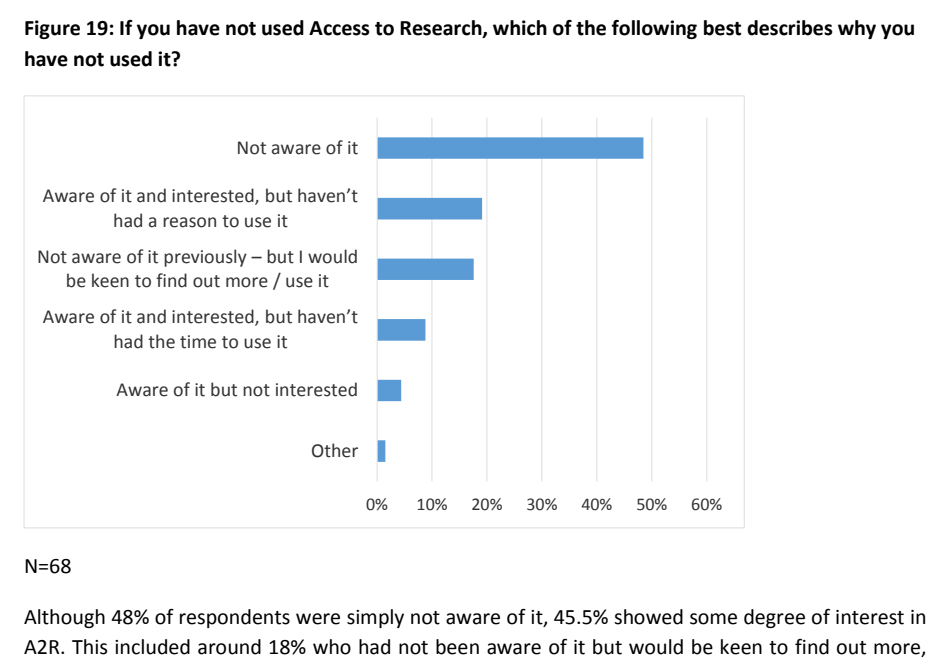 Figure 19: If you have not used Access to Research, which of the following best describes why you
have not used it?
Not aware of it
Aware of it and interested, but haven’t
had a reason to use it
Not aware of it previously – but I would
be keen to find out more / use it
Aware of it and interested, but haven’t
had the time to use it
Aware of it but not interested
Other
0% 10% 20% 30% 40% 50% 60%
N=68
Although 48% of respondents were simply not aware of it, 45.5% showed some degree of interest in
A2R. This included around 18% who had not been aware of it but would be keen to find out more,